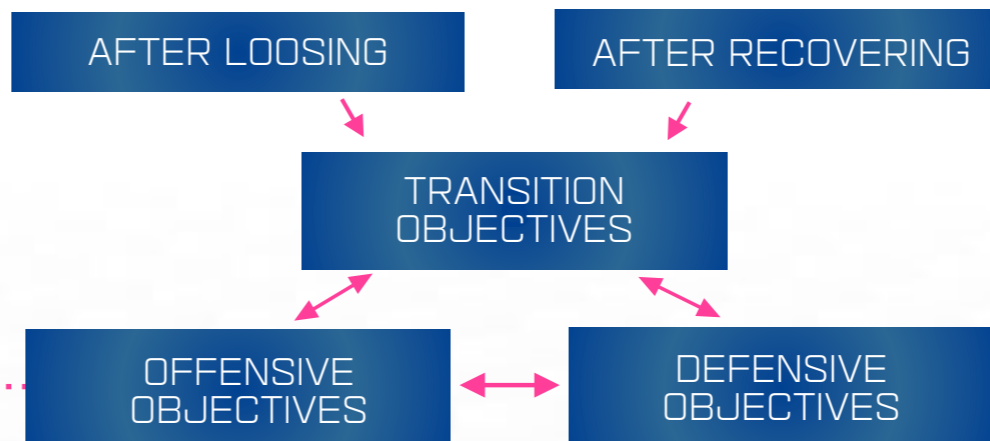 AFTER LOOSING
AFTER RECOVERING
TRANSITION
OBJECTIVES
OFFENSIVE
OBJECTIVES
DEFENSIVE
OBJECTIVES